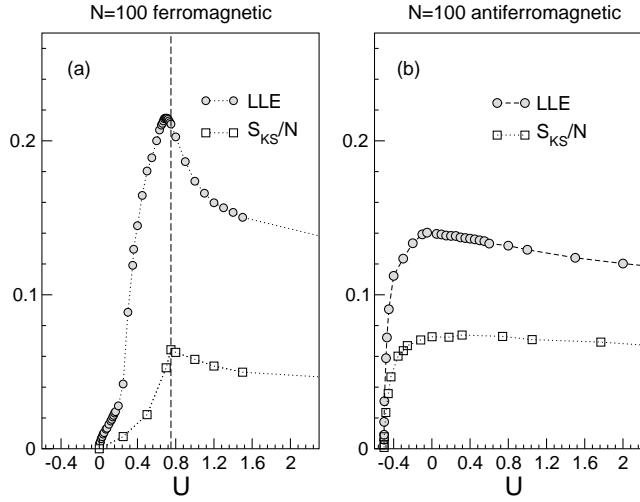 N=100 ferromagnetic
N=100 antiferromagnetic
(a)
LLE
S_KS/N
(b)
LLE
S_KS/N
0.2
0.2
0.1
0.1
0
0
-0.4 0 0.4 0.8 1.2 1.6 2
-0.4 0 0.4 0.8 1.2 1.6 2
U
U